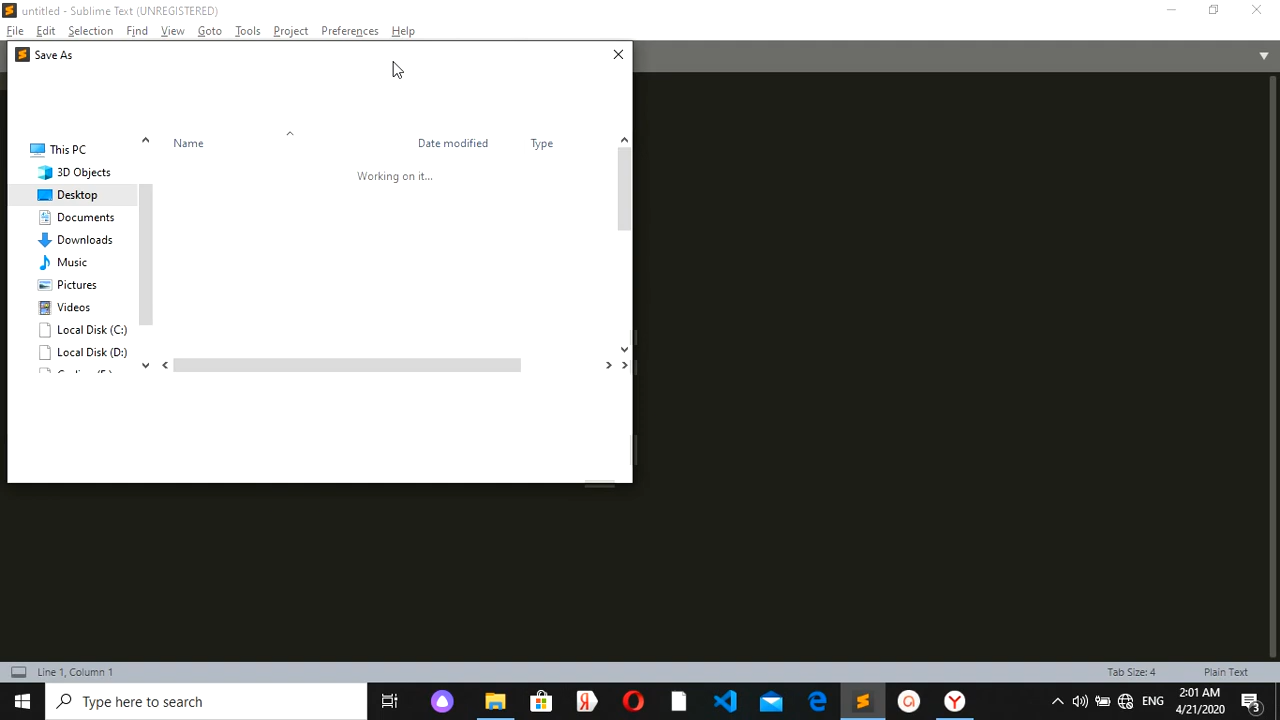 untitled - Sublime Text (UNREGISTERED)
File Edit Selection Find View Goto Tools Project Preferences Help
Save As
Name Date modified Type
Working on it...
This PC
3D Objects
Desktop
Documents
Downloads
Music
Pictures
Videos
Local Disk (C:)
Local Disk (D:)
Line 1, Column 1 Tab Size: 4 Plain Text
Type here to search
ENG
2:01 AM
4/21/2020
3